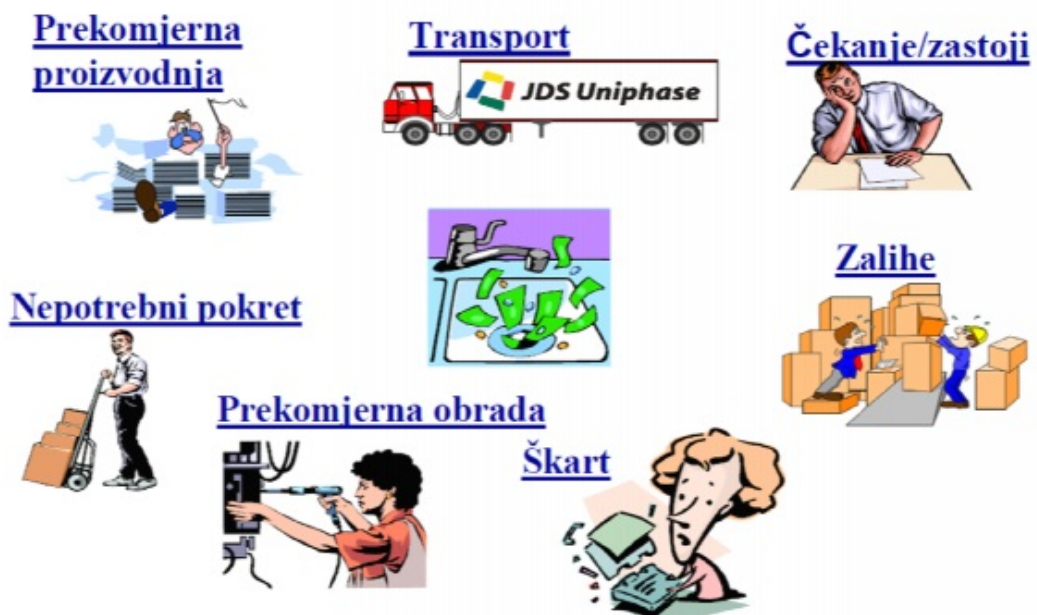 Prekomjerna
proizvodnja
Transport
JDS Uniphase
Čekanje/zastoji
Zalihe
Nepotrebni pokret
Prekomjerna obrada
Škart